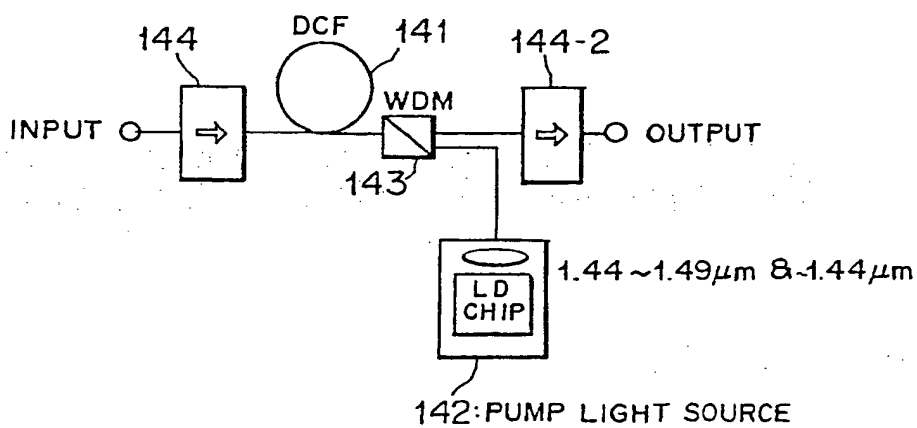 144
DCF
141
144-2
INPUT
WDM
OUTPUT
143
1.44~1.49μm &~1.44μm
LD
CHIP
142:PUMP LIGHT SOURCE